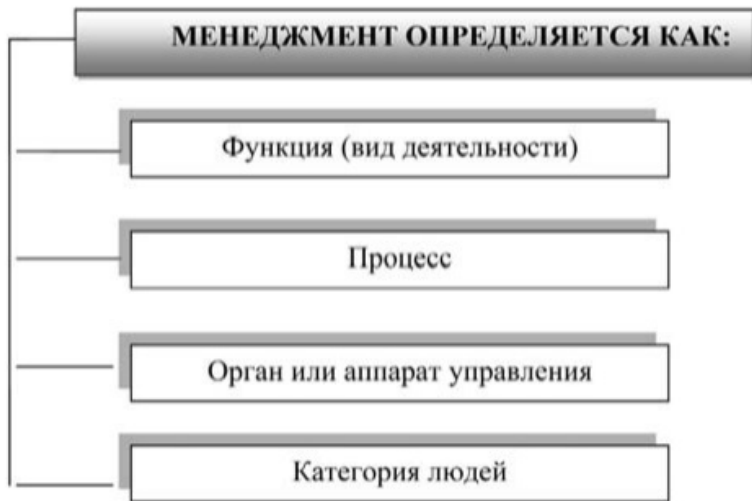 МЕНЕДЖМЕНТ ОПРЕДЕЛЯЕТСЯ КАК:
Функция (вид деятельности)
Процесс
Орган или аппарат управления
Категория людей